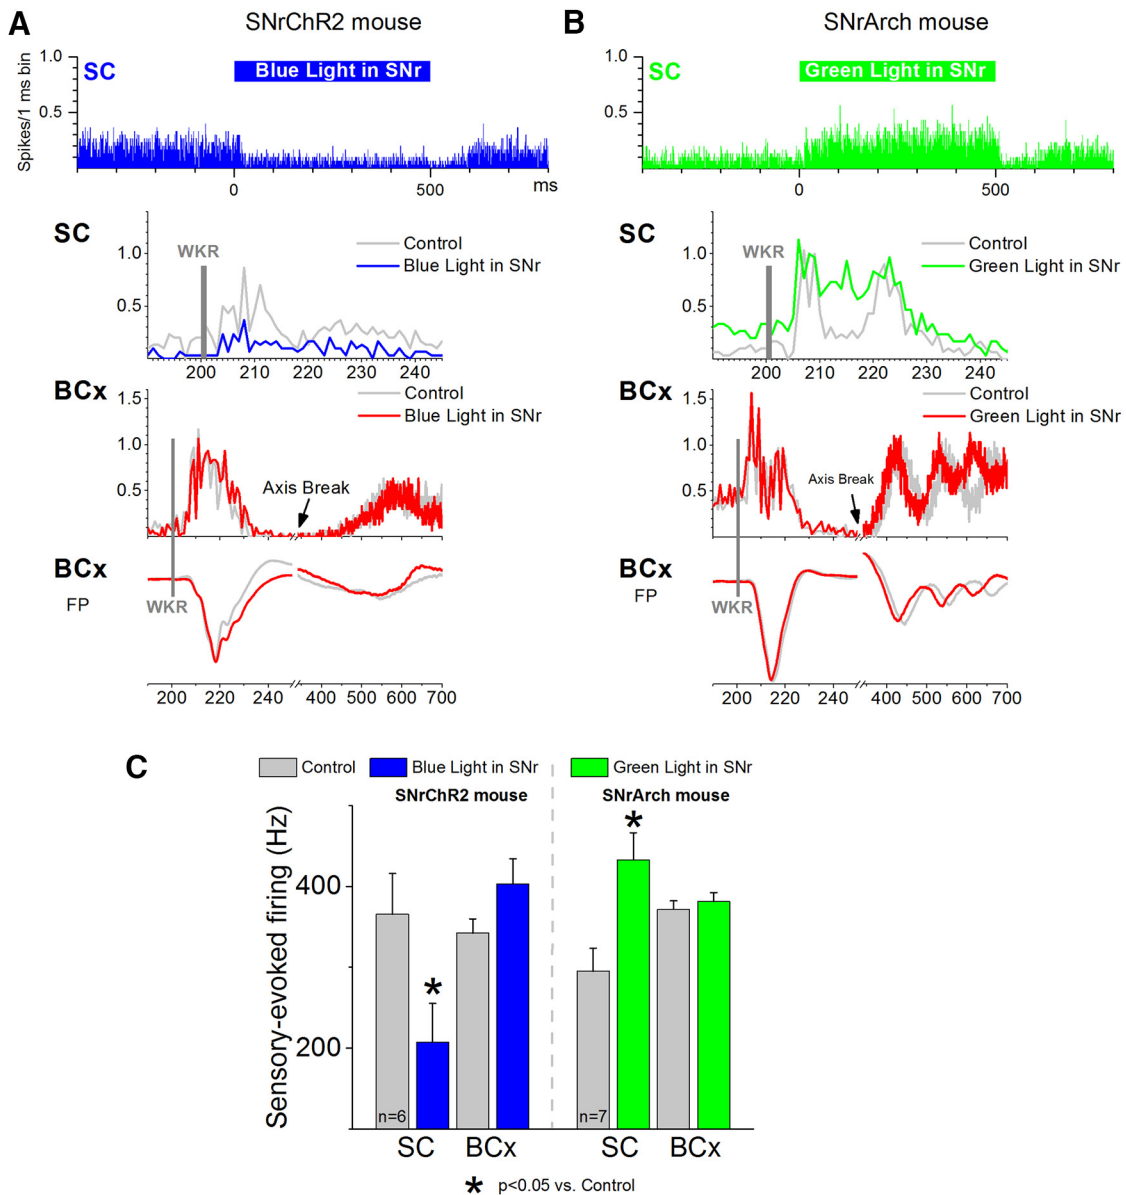 A
SNrChR2 mouse
1.0
SC
Blue Light in SNr
0.5
Spikes/1 ms bin
0
500
ms
SC
1.0
WKR
Control
Blue Light in SNr
0.5
200
210
220
230
240
BCx
1.5
Control
Blue Light in SNr
1.0
Axis Break
0.5
BCx
FP
WKR
200
220
240
400
500
600
700
B
SNrArch mouse
1.0
SC
Green Light in SNr
0.5
0
500
SC
1.0
WKR
Control
Green Light in SNr
0.5
200
210
220
230
240
BCx
1.5
Control
Green Light in SNr
1.0
Axis Break
0.5
BCx
FP
WKR
200
220
240
400
500
600
700
C
Control
Blue Light in SNr
Green Light in SNr
SNrChR2 mouse
SNrArch mouse
Sensory-evoked firing (Hz)
*
400
*
200
n=6
n=7
SC
BCx
SC
BCx
* p<0.05 vs. Control